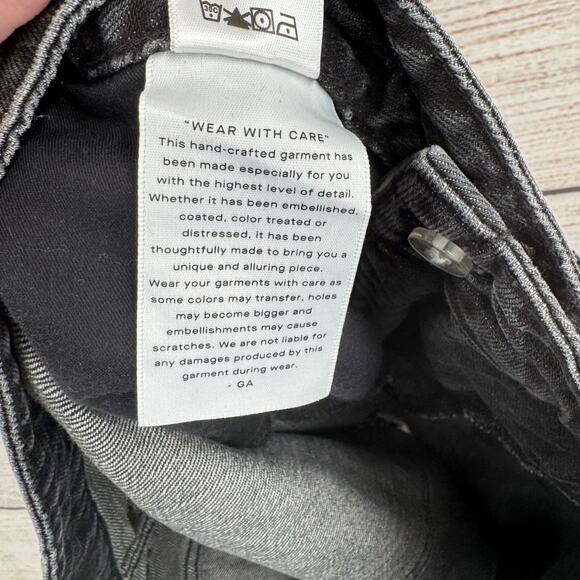 "WEAR WITH CARE"
This hand-crafted garment has
been made especially for you
with the highest level of detail.
Whether it has been embellished,
coated, color treated or
distressed, it has been
thoughtfully made to bring you a
unique and alluring piece.
Wear your garments with care as
some colors may transfer, holes
may become bigger and
embellishments may cause
scratches. We are not liable for
any damages produced by this
garment during wear.
- GA